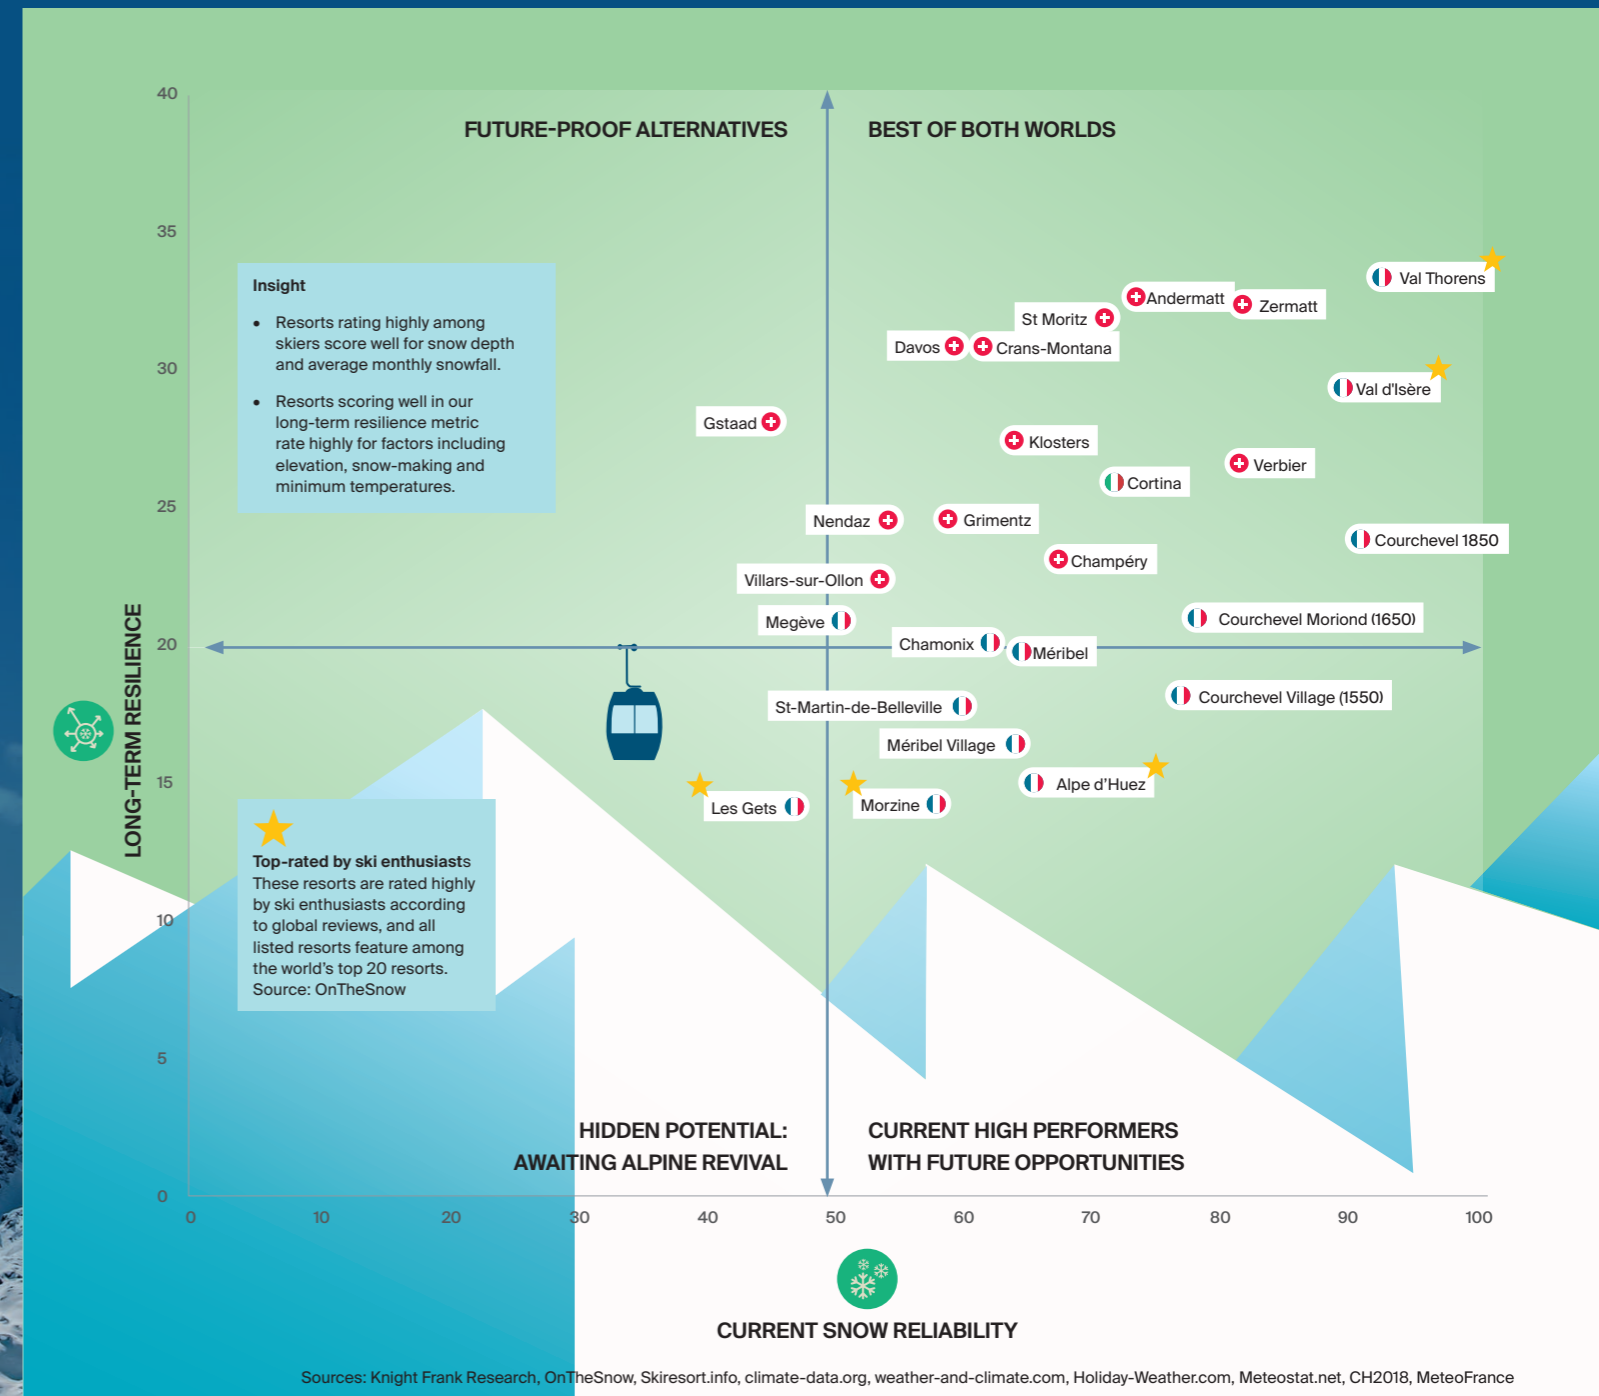 40
FUTURE-PROOF ALTERNATIVES
BEST OF BOTH WORLDS
35
Insight
• Resorts rating highly among
skiers score well for snow depth
and average monthly snowfall.
• Resorts scoring well in our
long-term resilience metric
rate highly for factors including
elevation, snow-making and
minimum temperatures.
Val Thorens
Andermatt
Zermatt
St Moritz
Davos
Crans-Montana
30
Val d'Isère
Gstaad
Klosters
Verbier
Cortina
25
Nendaz
Grimentz
Courchevel 1850
Champéry
Villars-sur-Ollon
Megève
Courchevel Moriond (1650)
20
Chamonix
Méribel
LONG-TERM RESILIENCE
Courchevel Village (1550)
St-Martin-de-Belleville
Méribel Village
15
Alpe d’Huez
Les Gets
Morzine
Top-rated by ski enthusiasts
These resorts are rated highly
by ski enthusiasts according
to global reviews, and all
listed resorts feature among
the world’s top 20 resorts.
Source: OnTheSnow
10
5
HIDDEN POTENTIAL:
AWAITING ALPINE REVIVAL
CURRENT HIGH PERFORMERS
WITH FUTURE OPPORTUNITIES
0
0 10 20 30 40 50 60 70 80 90 100
CURRENT SNOW RELIABILITY
Sources: Knight Frank Research, OnTheSnow, Skiresort.info, climate-data.org, weather-and-climate.com, Holiday-Weather.com, Meteostat.net, CH2018, MeteoFrance